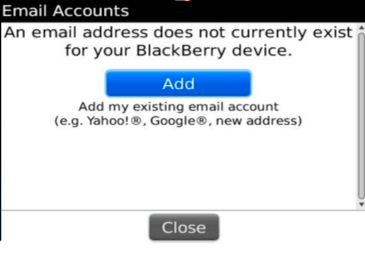 Email Accounts
An email address does not currently exist
for your BlackBerry device.
Add
Add my existing email account
(e.g. Yahoo!®, Google®, new address)
Close